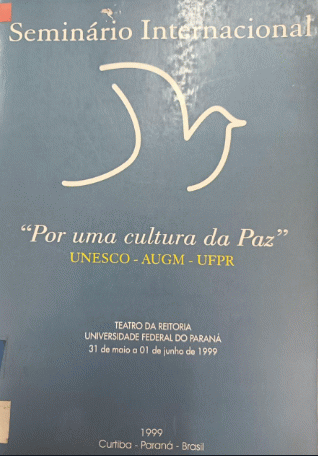 Seminário Internacional
“Por uma cultura da Paz”
UNESCO - AUGM - UFPR
TEATRO DA REITORIA
UNIVERSIDADE FEDERAL DO PARANÁ
31 de maio a 01 de junho de 1999
1999
Curitiba - Paraná - Brasil